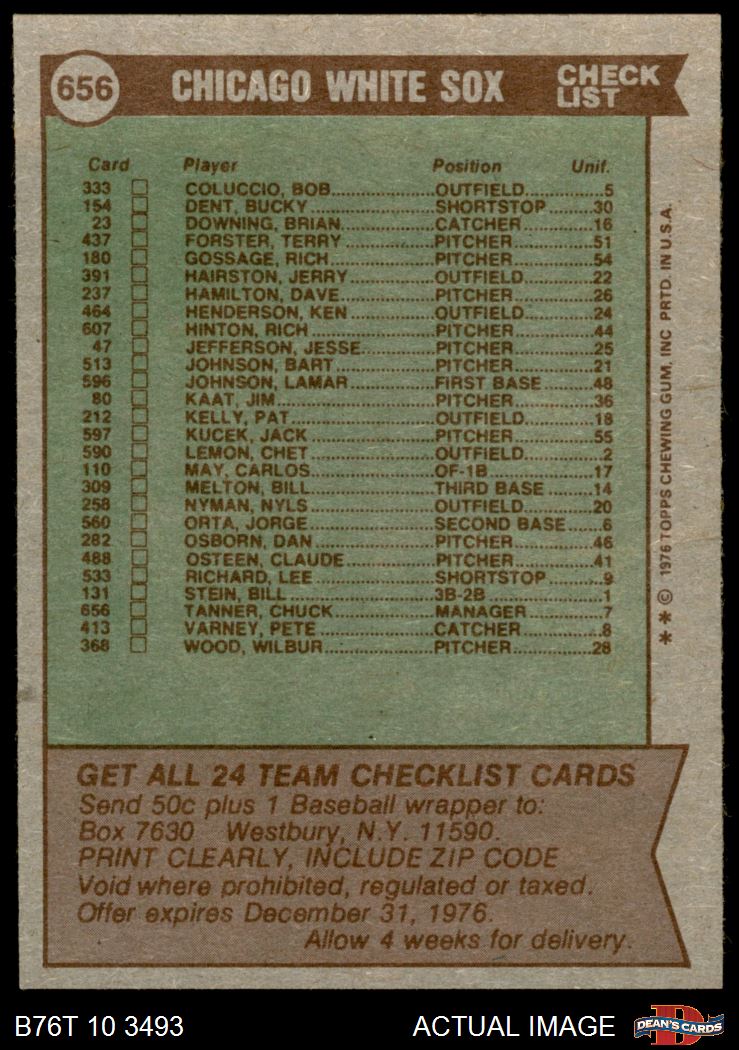 656 CHICAGO WHITE SOX CHECK LIST
Card Player Position Unif.
333 COLUCCIO, BOB OUTFIELD 5
154 DENT, BUCKY SHORTSTOP 30
23 DOWNING, BRIAN CATCHER 16
437 FORSTER, TERRY PITCHER 51
180 GOSSAGE, RICH PITCHER 54
391 HAIRSTON, JERRY OUTFIELD 22
237 HAMILTON, DAVE PITCHER 26
464 HENDERSON, KEN OUTFIELD 24
607 HINTON, RICH PITCHER 44
47 JEFFERSON, JESSE PITCHER 25
513 JOHNSON, BART PITCHER 21
596 JOHNSON, LAMAR FIRST BASE 48
80 KAAT, JIM PITCHER 36
212 KELLY, PAT OUTFIELD 18
597 KUCEK, JACK PITCHER 55
590 LEMON, CHET OUTFIELD 2
110 MAY, CARLOS OF-1B 17
309 MELTON, BILL THIRD BASE 14
258 NYMAN, NYLS OUTFIELD 20
560 ORTA, JORGE SECOND BASE 6
282 OSBORN, DAN PITCHER 46
488 OSTEEN, CLAUDE PITCHER 41
533 RICHARD, LEE SHORTSTOP 9
131 STEIN, BILL 3B-2B 1
656 TANNER, CHUCK MANAGER 7
413 VARNEY, PETE CATCHER 8
368 WOOD, WILBUR PITCHER 28
* * © 1976 TOPPS CHEWING GUM, INC PRTD. IN U.S.A.
GET ALL 24 TEAM CHECKLIST CARDS
Send 50c plus 1 Baseball wrapper to:
Box 7630 Westbury, N.Y. 11590.
PRINT CLEARLY, INCLUDE ZIP CODE
Void where prohibited, regulated or taxed.
Offer expires December 31, 1976.
Allow 4 weeks for delivery.
B76T 10 3493 ACTUAL IMAGE DEAN'S CARDS